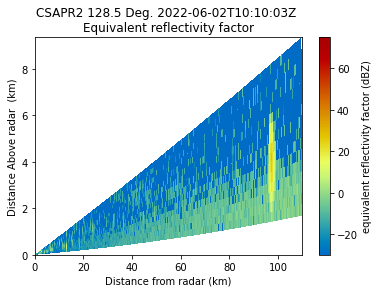 CSAPR2 128.5 Deg. 2022-06-02T10:10:03Z
Equivalent reflectivity factor
Distance Above radar  (km)
8
6
4
2
0
0 20 40 60 80 100
Distance from radar (km)
60
40
20
0
−20
equivalent reflectivity factor (dBZ)